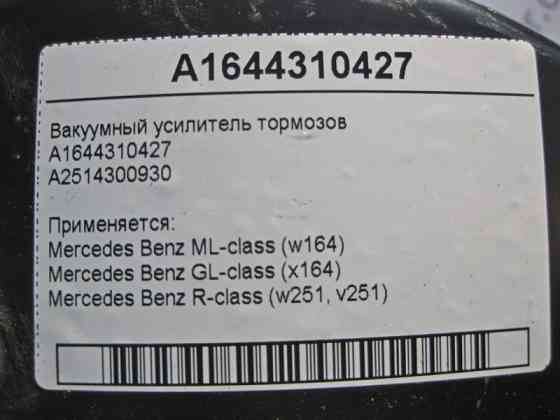 A1644310427
Вакуумный усилитель тормозов
A1644310427
A2514300930
Применяется:
Mercedes Benz ML-class (w164)
Mercedes Benz GL-class (x164)
Mercedes Benz R-class (w251, v251)